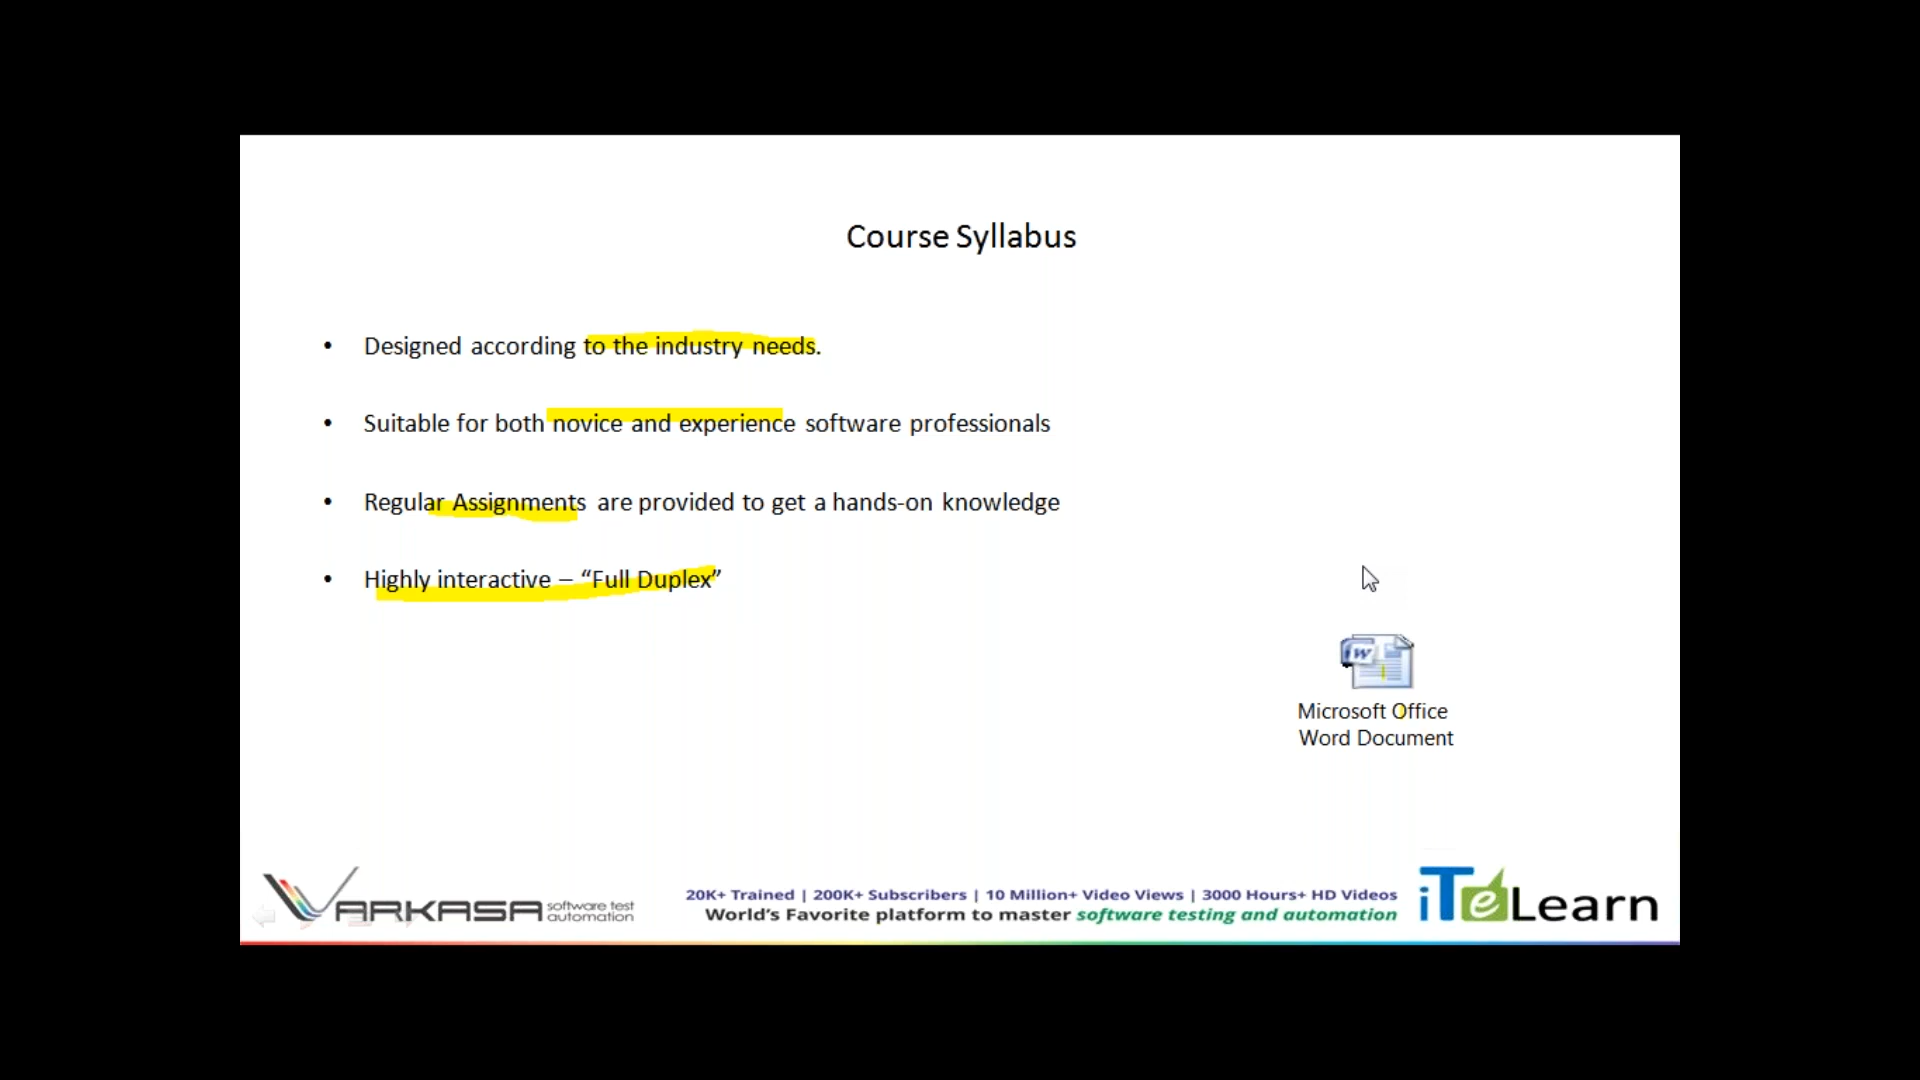 Course Syllabus
• Designed according to the industry needs.
• Suitable for both novice and experience software professionals
• Regular Assignments are provided to get a hands-on knowledge
• Highly interactive – “Full Duplex”
W
Microsoft Office
Word Document
VARKASA software test automation
20K+ Trained | 200K+ Subscribers | 10 Million+ Video Views | 3000 Hours+ HD Videos
World's Favorite platform to master software testing and automation
iTeLearn